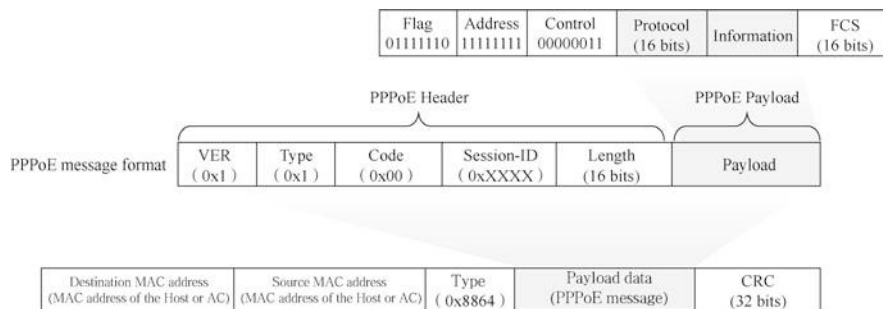 Flag Address Control Protocol Information FCS
01111110 11111111 00000011 (16 bits) (16 bits)
PPPoE Header PPPoE Payload
PPPoE message format VER Type Code Session-ID Length Payload
( 0x1 ) ( 0x1 ) ( 0x00 ) ( 0xXXXX ) (16 bits)
Destination MAC address Source MAC address Type Payload data CRC
(MAC address of the Host or AC) (MAC address of the Host or AC) ( 0x8864 ) (PPPoE message) (32 bits)